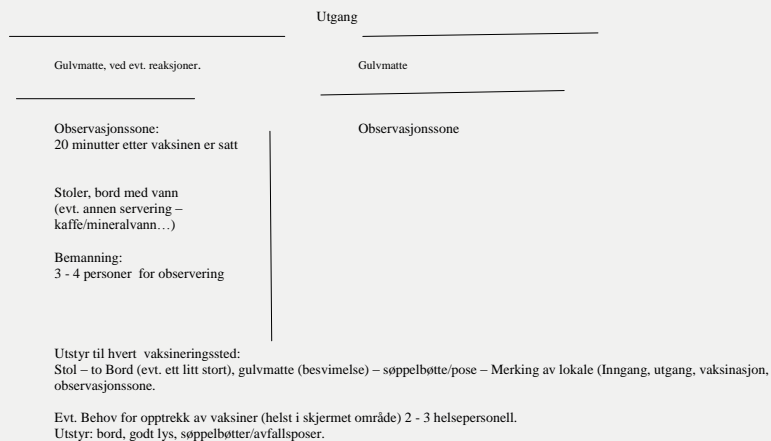 Utgang
Gulvmatte, ved evt. reaksjoner.
Gulvmatte
Observasjonssone:
20 minutter etter vaksinen er satt
Observasjonssone
Stoler, bord med vann
(evt. annen servering –
kaffe/mineralvann…)
Bemanning:
3 - 4 personer for observering
Utstyr til hvert vaksineringssted:
Stol – to Bord (evt. ett litt stort), gulvmatte (besvimelse) – søppelbøtte/pose – Merking av lokale (Inngang, utgang, vaksinasjon,
observasjonssone.
Evt. Behov for opptrekk av vaksiner (helst i skjermet område) 2 - 3 helsepersonell.
Utstyr: bord, godt lys, søppelbøtter/avfallsposer.